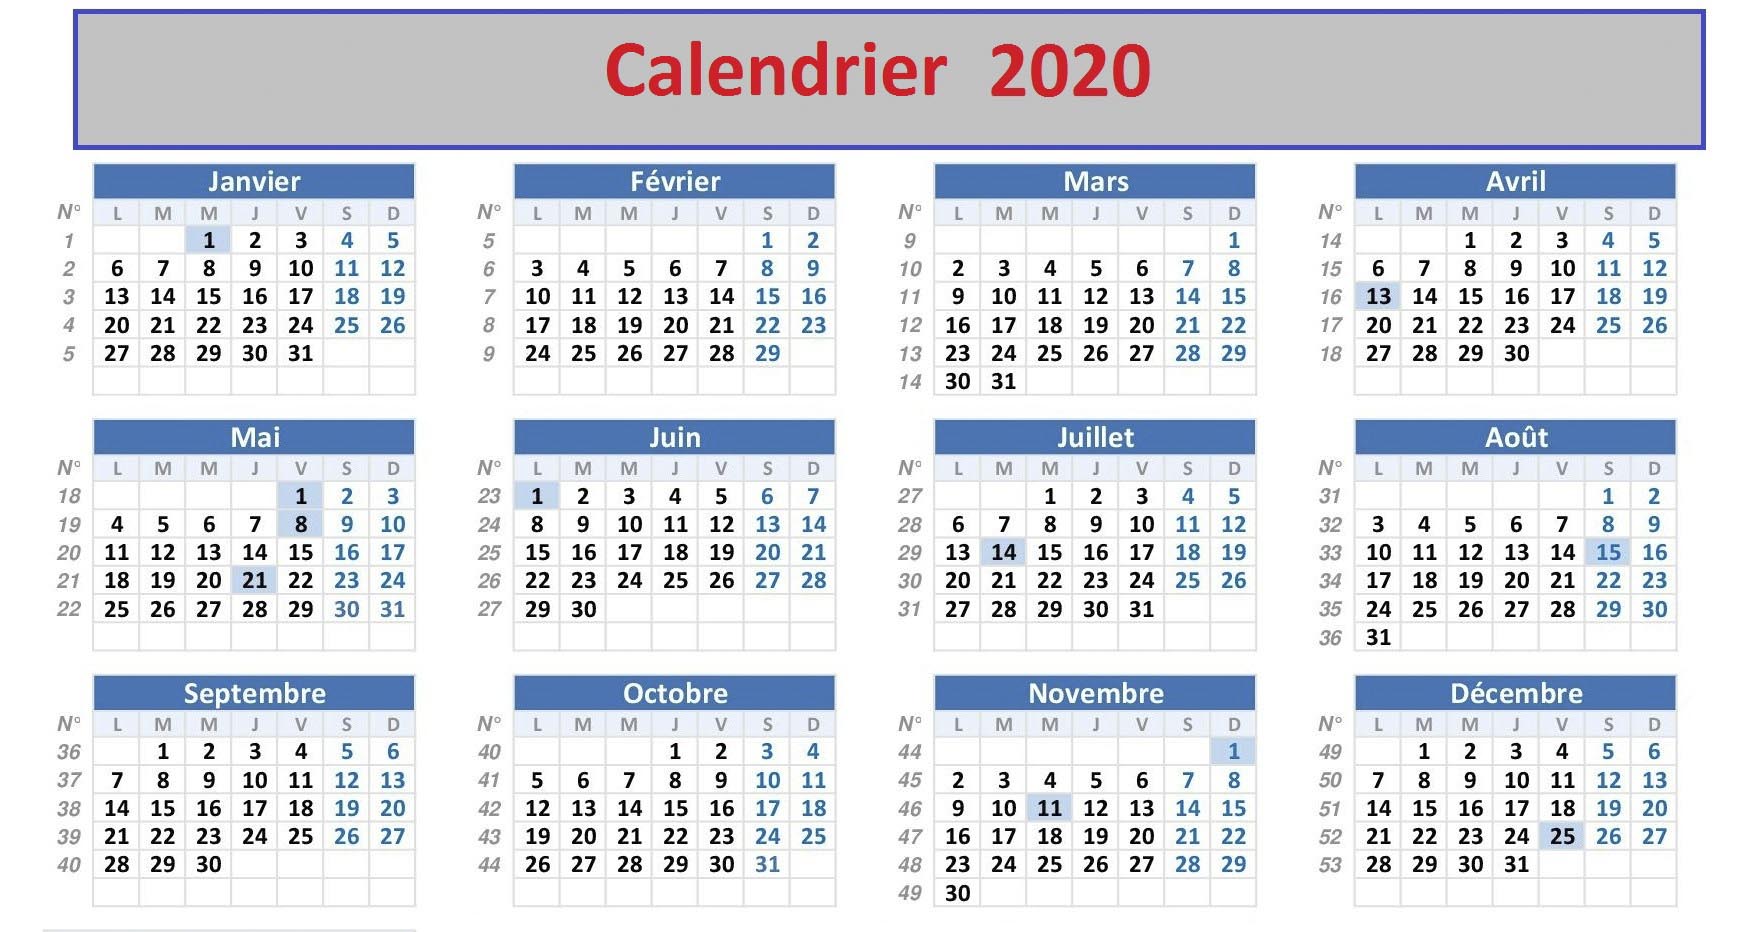 Calendrier 2020
Janvier Février Mars Avril
N° L M M J V S D N° L M M J V S D N° L M M J V S D N° L M M J V S D
1 1 2 3 4 5 5 1 2 9 1 14 1 2 3 4 5
2 6 7 8 9 10 11 12 6 3 4 5 6 7 8 9 10 2 3 4 5 6 7 8 15 6 7 8 9 10 11 12
3 13 14 15 16 17 18 19 7 10 11 12 13 14 15 16 11 9 10 11 12 13 14 15 16 13 14 15 16 17 18 19
4 20 21 22 23 24 25 26 8 17 18 19 20 21 22 23 12 16 17 18 19 20 21 22 17 20 21 22 23 24 25 26
5 27 28 29 30 31 9 24 25 26 27 28 29 13 23 24 25 26 27 28 29 18 27 28 29 30
14 30 31
Mai Juin Juillet Août
N° L M M J V S D N° L M M J V S D N° L M M J V S D N° L M M J V S D
18 1 2 3 23 1 2 3 4 5 6 7 27 1 2 3 4 5 31 1 2
19 4 5 6 7 8 9 10 24 8 9 10 11 12 13 14 28 6 7 8 9 10 11 12 32 3 4 5 6 7 8 9
20 11 12 13 14 15 16 17 25 15 16 17 18 19 20 21 29 13 14 15 16 17 18 19 33 10 11 12 13 14 15 16
21 18 19 20 21 22 23 24 26 22 23 24 25 26 27 28 30 20 21 22 23 24 25 26 34 17 18 19 20 21 22 23
22 25 26 27 28 29 30 31 27 29 30 31 27 28 29 30 31 35 24 25 26 27 28 29 30
36 31
Septembre Octobre Novembre Décembre
N° L M M J V S D N° L M M J V S D N° L M M J V S D N° L M M J V S D
36 1 2 3 4 5 6 40 1 2 3 4 44 1 49 1 2 3 4 5 6
37 7 8 9 10 11 12 13 41 5 6 7 8 9 10 11 45 2 3 4 5 6 7 8 50 7 8 9 10 11 12 13
38 14 15 16 17 18 19 20 42 12 13 14 15 16 17 18 46 9 10 11 12 13 14 15 51 14 15 16 17 18 19 20
39 21 22 23 24 25 26 27 43 19 20 21 22 23 24 25 47 16 17 18 19 20 21 22 52 21 22 23 24 25 26 27
40 28 29 30 44 26 27 28 29 30 31 48 23 24 25 26 27 28 29 53 28 29 30 31
49 30